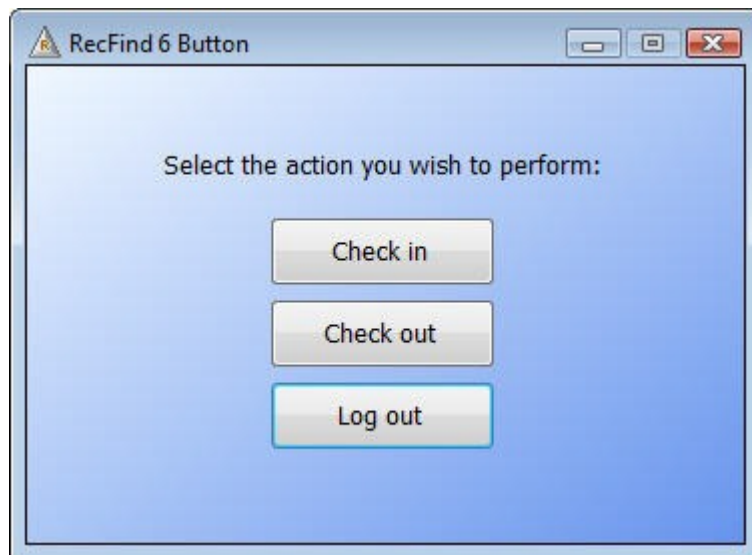 RecFind 6 Button
Select the action you wish to perform:
Check in
Check out
Log out